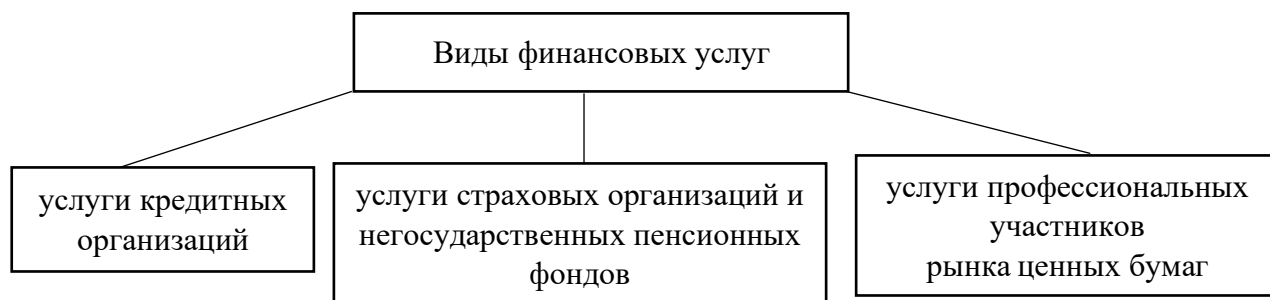 Виды финансовых услуг
услуги кредитных
организаций
услуги страховых организаций и
негосударственных пенсионных
фондов
услуги профессиональных
участников
рынка ценных бумаг